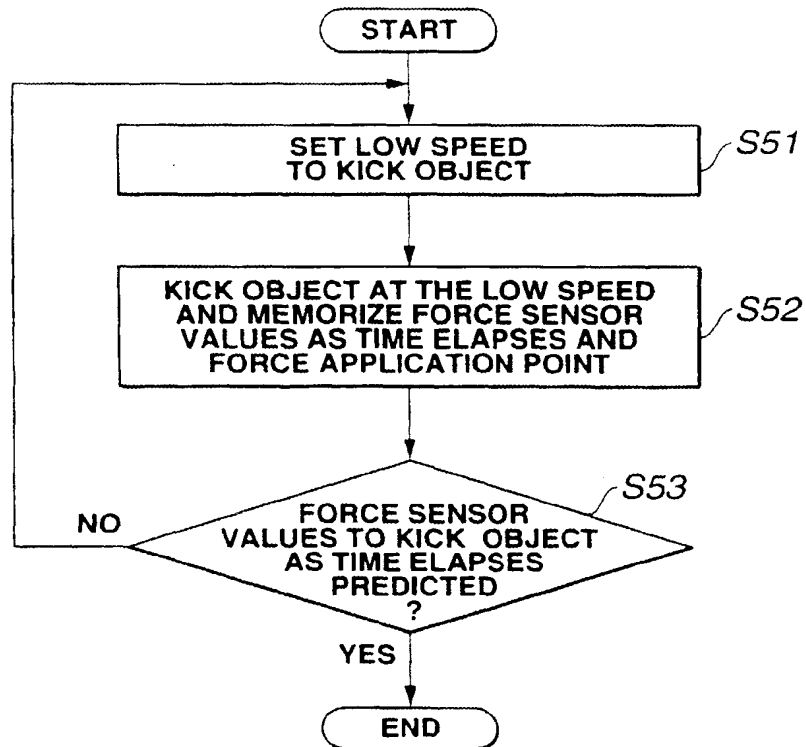 START
SET LOW SPEED
TO KICK OBJECT
S51
KICK OBJECT AT THE LOW SPEED
AND MEMORIZE FORCE SENSOR
VALUES AS TIME ELAPSES AND
FORCE APPLICATION POINT
S52
FORCE SENSOR
VALUES TO KICK OBJECT
AS TIME ELAPSES
PREDICTED
?
S53
NO
YES
END